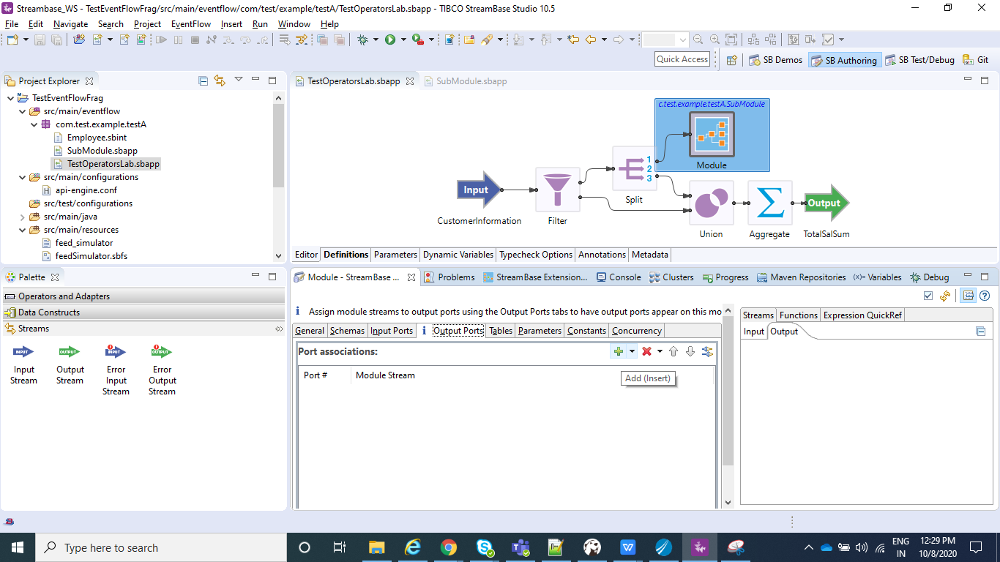 Streambase_WS - TestEventFlowFrag/src/main/eventflow/com/test/example/testA/TestOperatorsLab.sbapp - TIBCO StreamBase Studio 10.5
File Edit Navigate Search Project EventFlow Insert Run Window Help
Quick Access SB Demos SB Authoring SB Test/Debug Git
Project Explorer
TestEventFlowFrag
src/main/eventflow
com.test.example.testA
Employee.sbint
SubModule.sbapp
TestOperatorsLab.sbapp
src/main/configurations
api-engine.conf
src/test/configurations
src/main/java
src/main/resources
feed_simulator
feedSimulator.sbfs
TestOperatorsLab.sbapp SubModule.sbapp
c.test.example.testA.SubModule
Module
1
2
3
Split
Input
CustomerInformation
Filter
Union
Aggregate
Output
TotalSalSum
Editor Definitions Parameters Dynamic Variables Typecheck Options Annotations Metadata
Palette
Operators and Adapters
Data Constructs
Streams
INPUT OUTPUT INPUT OUTPUT
Input Stream
Output Stream
Error Input Stream
Error Output Stream
Module - StreamBase ... Problems StreamBase Extension... Console Clusters Progress Maven Repositories (x)= Variables Debug
Assign module streams to output ports using the Output Ports tabs to have output ports appear on this mo
General Schemas Input Ports Output Ports Tables Parameters Constants Concurrency
Port associations:
Port # Module Stream
Add (Insert)
Streams Functions Expression QuickRef
Input Output
Type here to search
ENG
IN
12:29 PM
10/8/2020